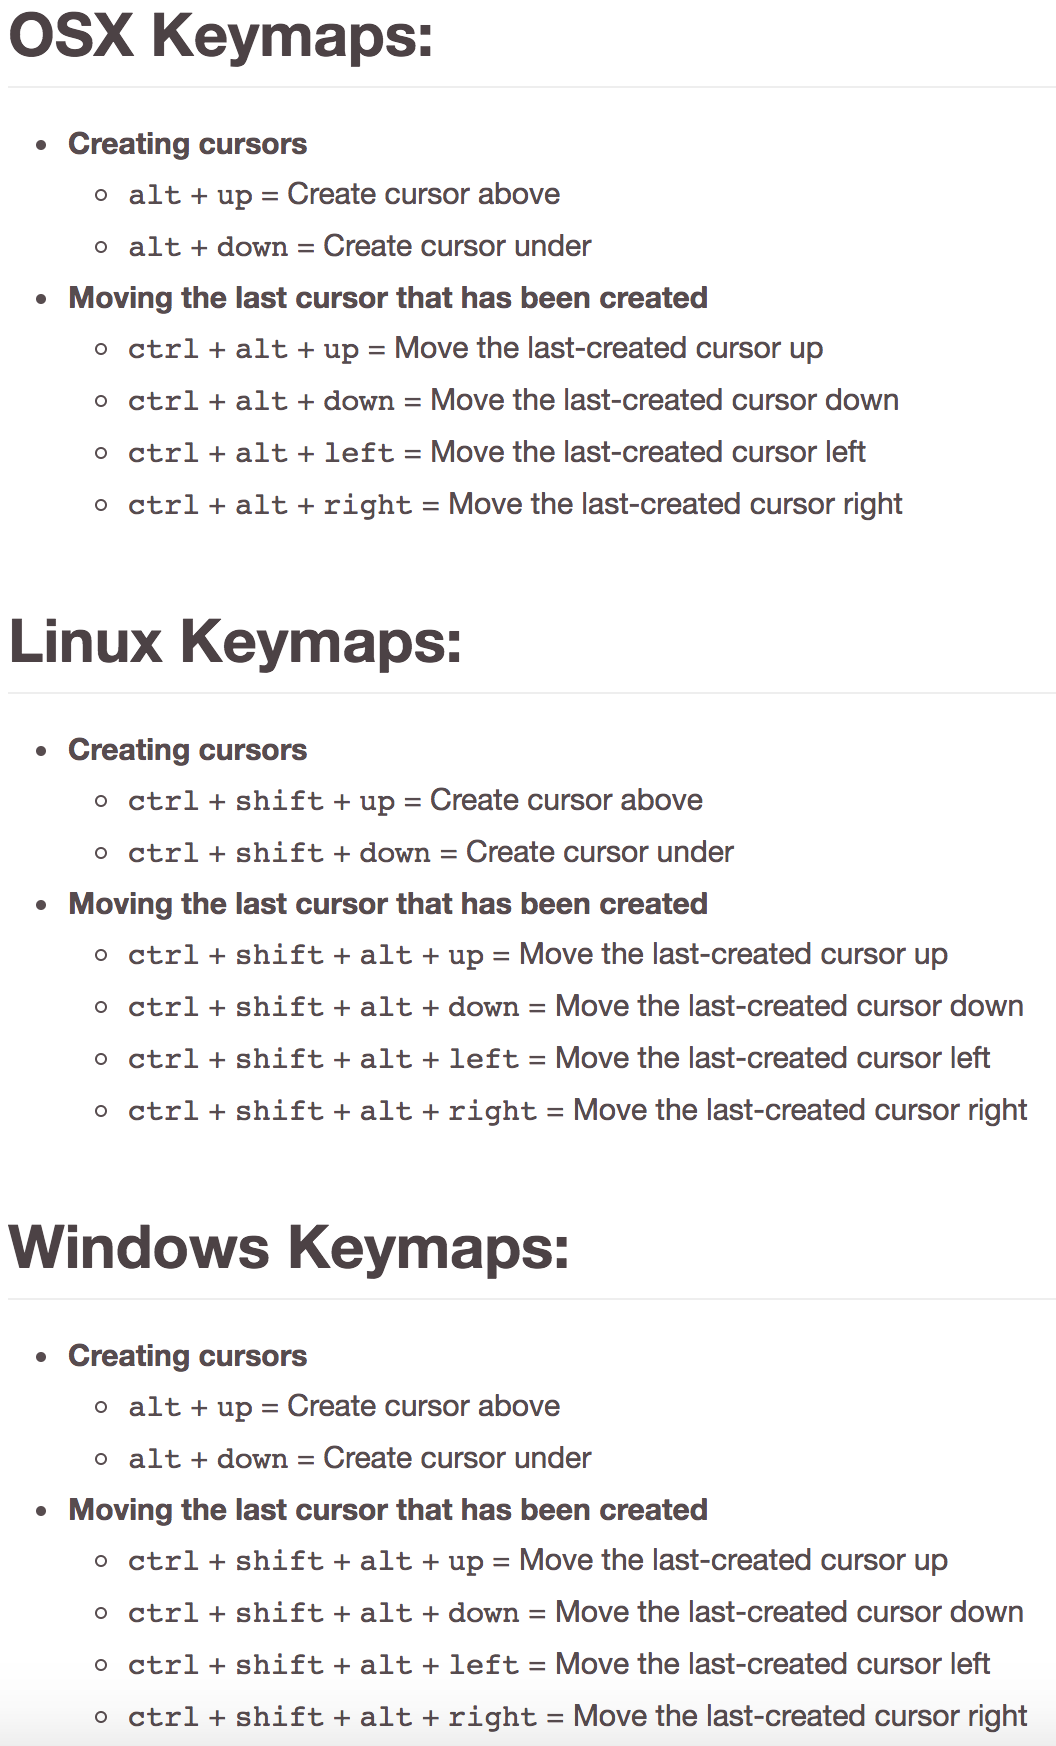 OSX Keymaps:
Creating cursors
alt + up = Create cursor above
alt + down = Create cursor under
Moving the last cursor that has been created
ctrl + alt + up = Move the last-created cursor up
ctrl + alt + down = Move the last-created cursor down
ctrl + alt + left = Move the last-created cursor left
ctrl + alt + right = Move the last-created cursor right
Linux Keymaps:
Creating cursors
ctrl + shift + up = Create cursor above
ctrl + shift + down = Create cursor under
Moving the last cursor that has been created
ctrl + shift + alt + up = Move the last-created cursor up
ctrl + shift + alt + down = Move the last-created cursor down
ctrl + shift + alt + left = Move the last-created cursor left
ctrl + shift + alt + right = Move the last-created cursor right
Windows Keymaps:
Creating cursors
alt + up = Create cursor above
alt + down = Create cursor under
Moving the last cursor that has been created
ctrl + shift + alt + up = Move the last-created cursor up
ctrl + shift + alt + down = Move the last-created cursor down
ctrl + shift + alt + left = Move the last-created cursor left
ctrl + shift + alt + right = Move the last-created cursor right